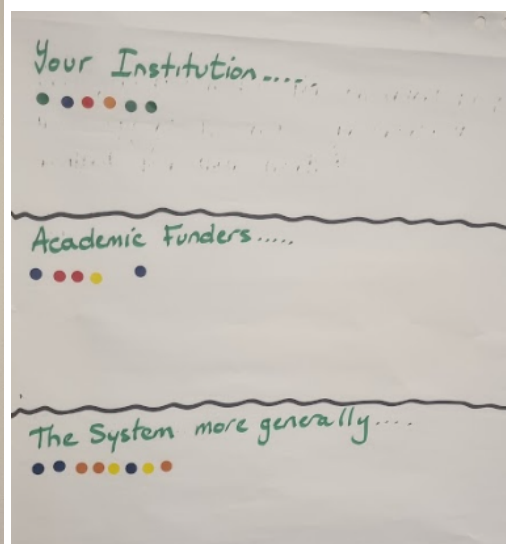 Your Institution.....
Academic Funders.....
The System more generally....